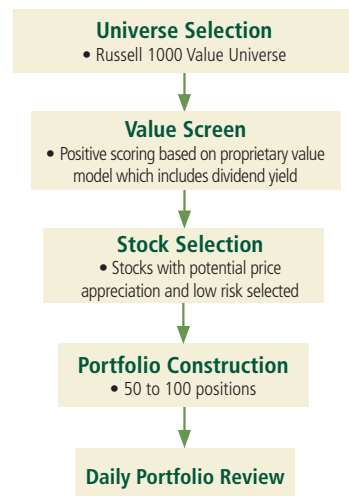 Universe Selection
• Russell 1000 Value Universe
Value Screen
• Positive scoring based on proprietary value
model which includes dividend yield
Stock Selection
• Stocks with potential price
appreciation and low risk selected
Portfolio Construction
• 50 to 100 positions
Daily Portfolio Review